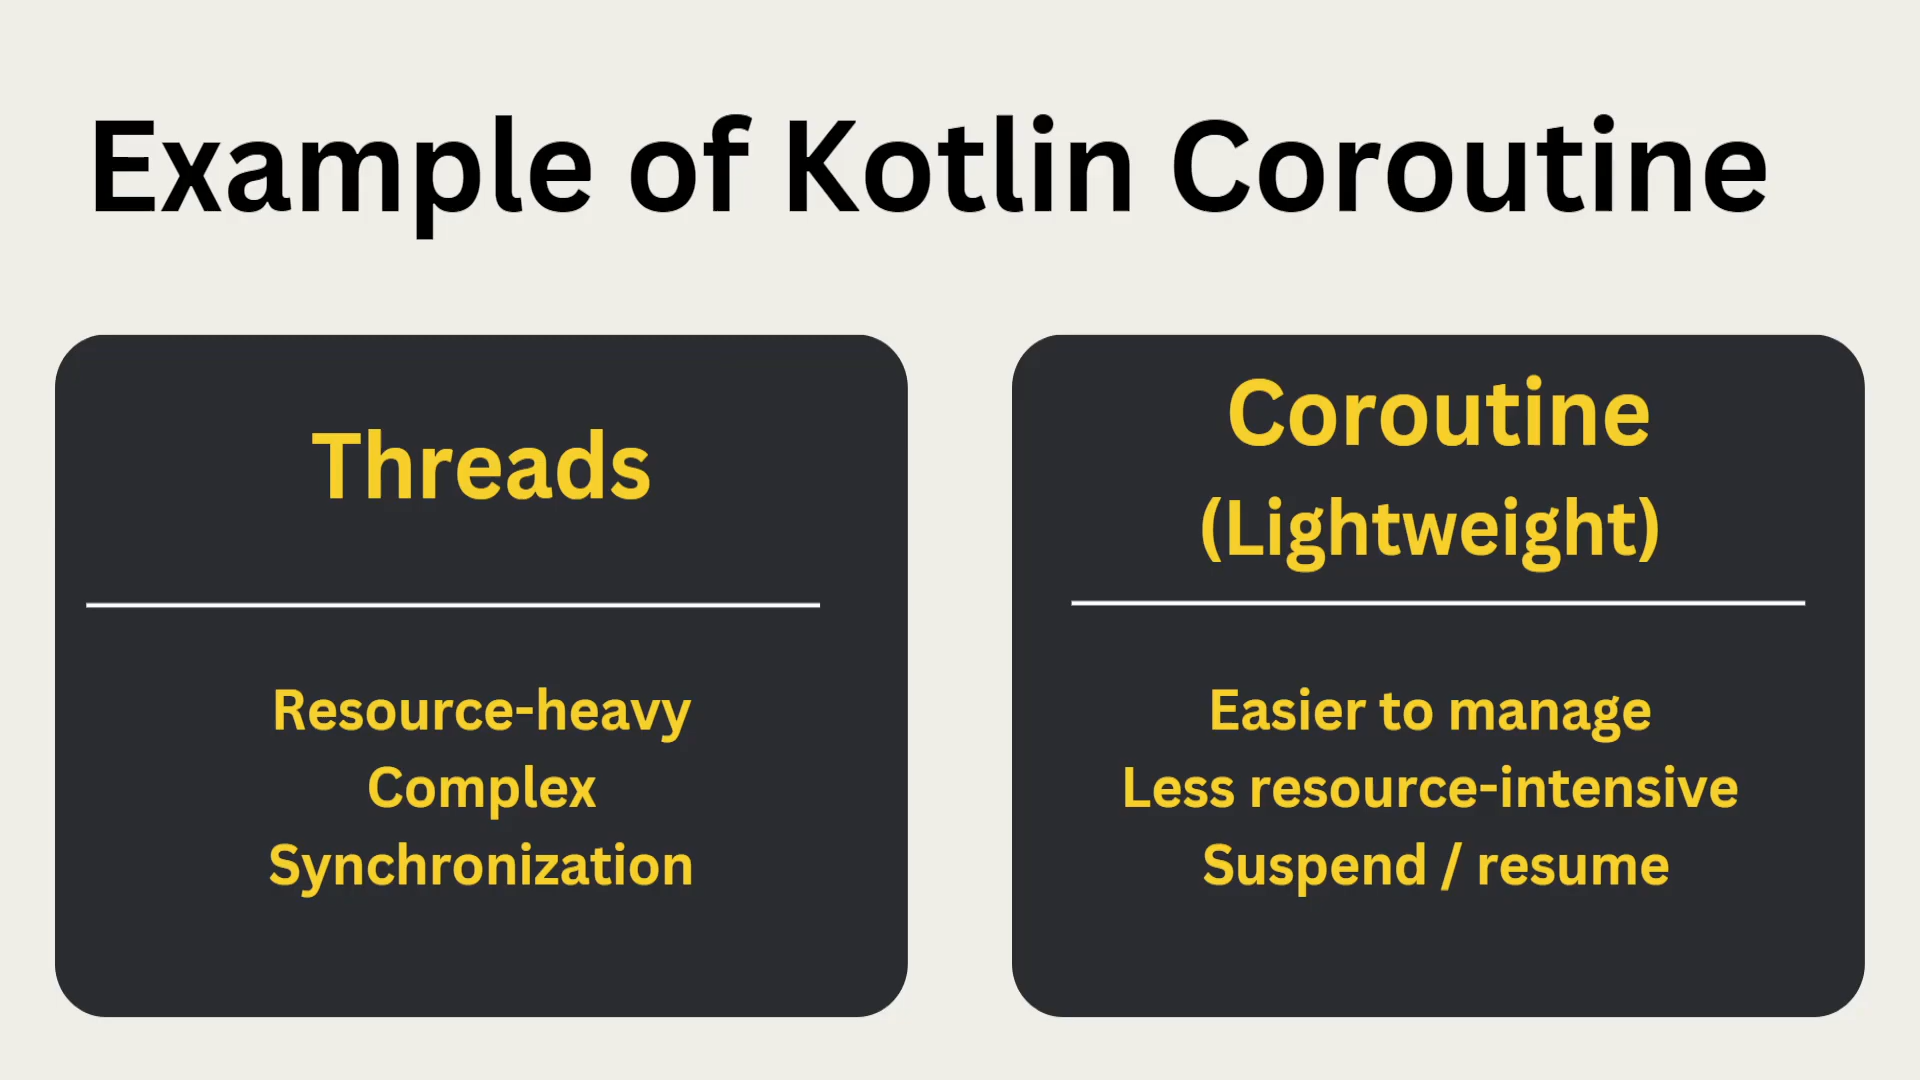 Example of Kotlin Coroutine
Threads
Resource-heavy
Complex
Synchronization
Coroutine
(Lightweight)
Easier to manage
Less resource-intensive
Suspend / resume